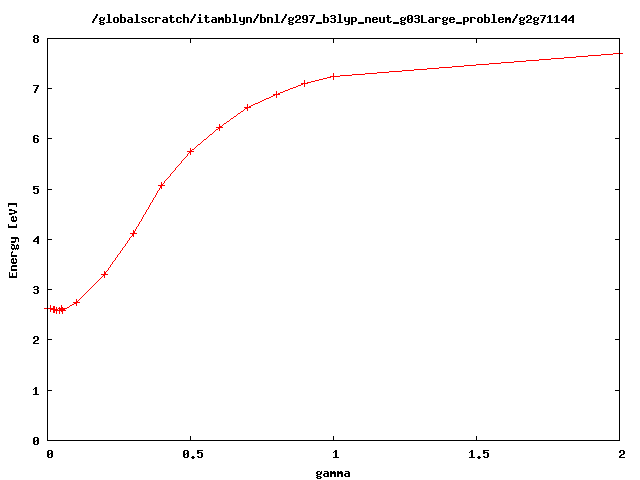 /globalscratch/itamblyn/bnl/g297_b3lyp_neut_g03Large_problem/g2g71144
8
7
6
5
4
3
2
1
0
Energy [eV]
0 0.5 1 1.5 2
gamma